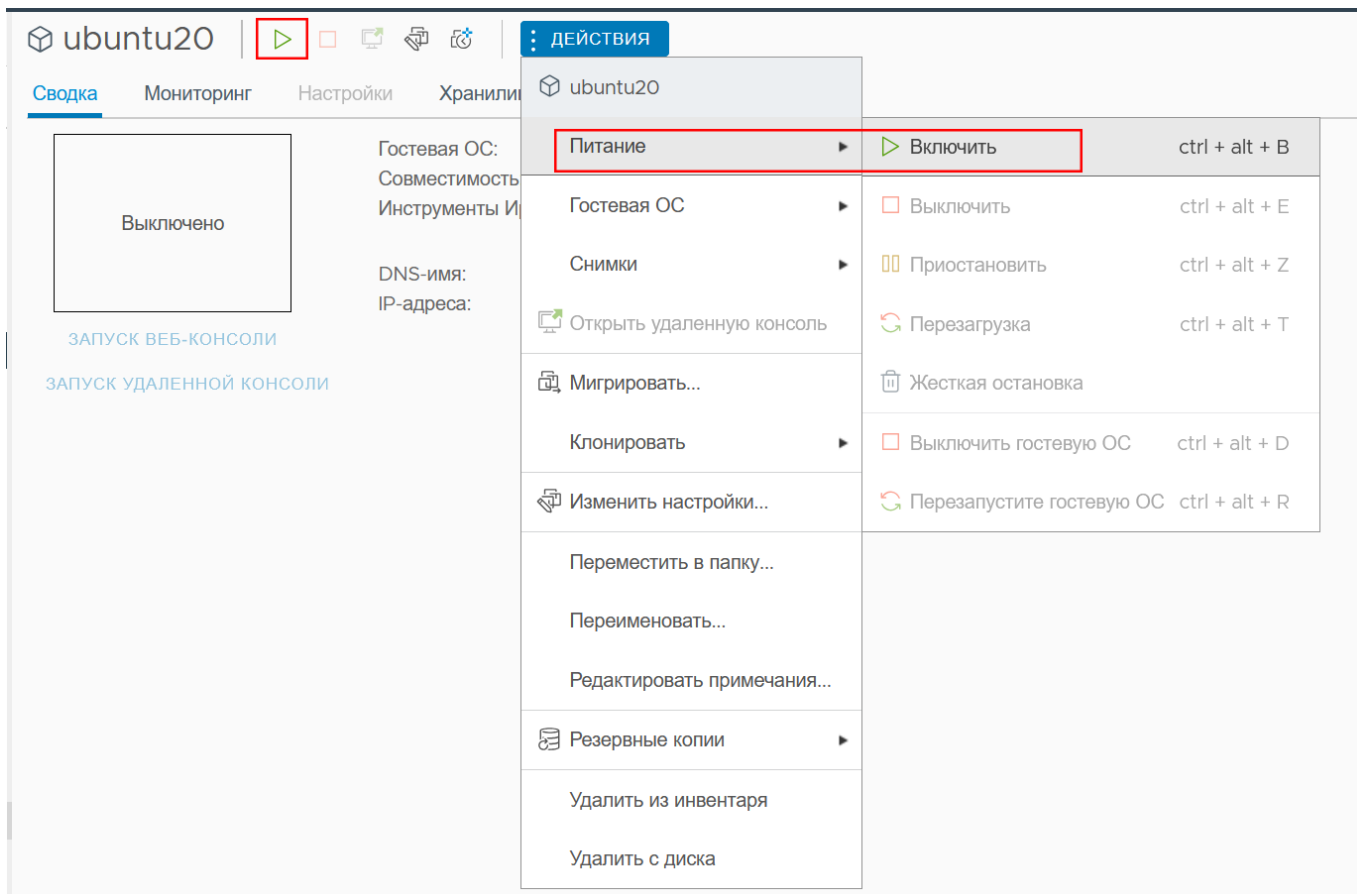 ubuntu20
ДЕЙСТВИЯ
Сводка Мониторинг Настройки Хранили
Выключено
ЗАПУСК ВЕБ-КОНСОЛИ
ЗАПУСК УДАЛЕННОЙ КОНСОЛИ
Гостевая ОС:
Совместимость
Инструменты И
DNS-имя:
IP-адреса:
ubuntu20
Питание
Гостевая ОС
Снимки
Открыть удаленную консоль
Мигрировать...
Клонировать
Изменить настройки...
Переместить в папку...
Переименовать...
Редактировать примечания...
Резервные копии
Удалить из инвентаря
Удалить с диска
Включить ctrl + alt + B
Выключить ctrl + alt + E
Приостановить ctrl + alt + Z
Перезагрузка ctrl + alt + T
Жесткая остановка
Выключить гостевую ОС ctrl + alt + D
Перезапустите гостевую ОС ctrl + alt + R